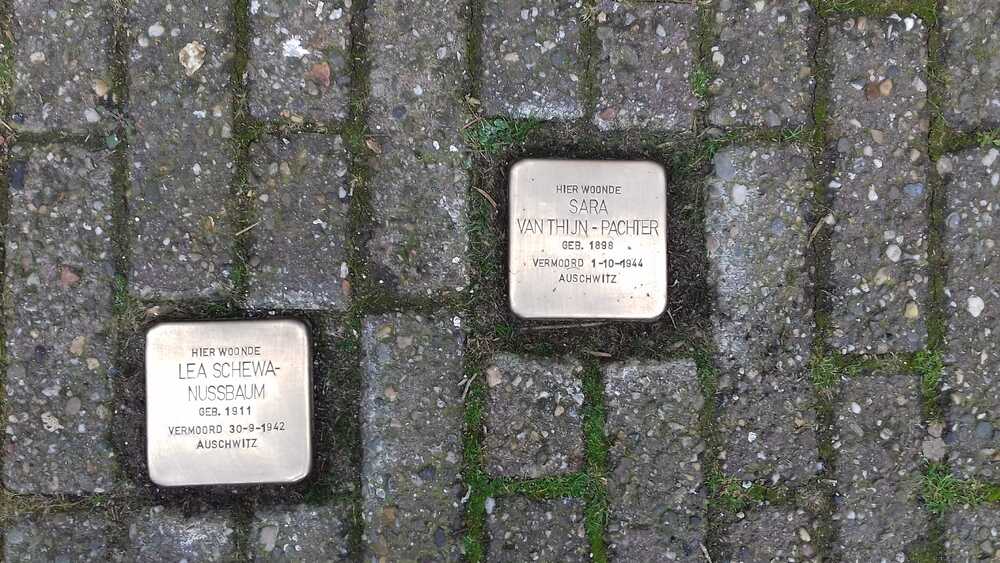 HIER WOONDE
LEA SCHEWA-
NUSSBAUM
GEB. 1911
VERMOORD 30-9-1942
AUSCHWITZ
HIER WOONDE
SARA
VAN THIJN - PACHTER
GEB. 1898
VERMOORD 1-10-1944
AUSCHWITZ